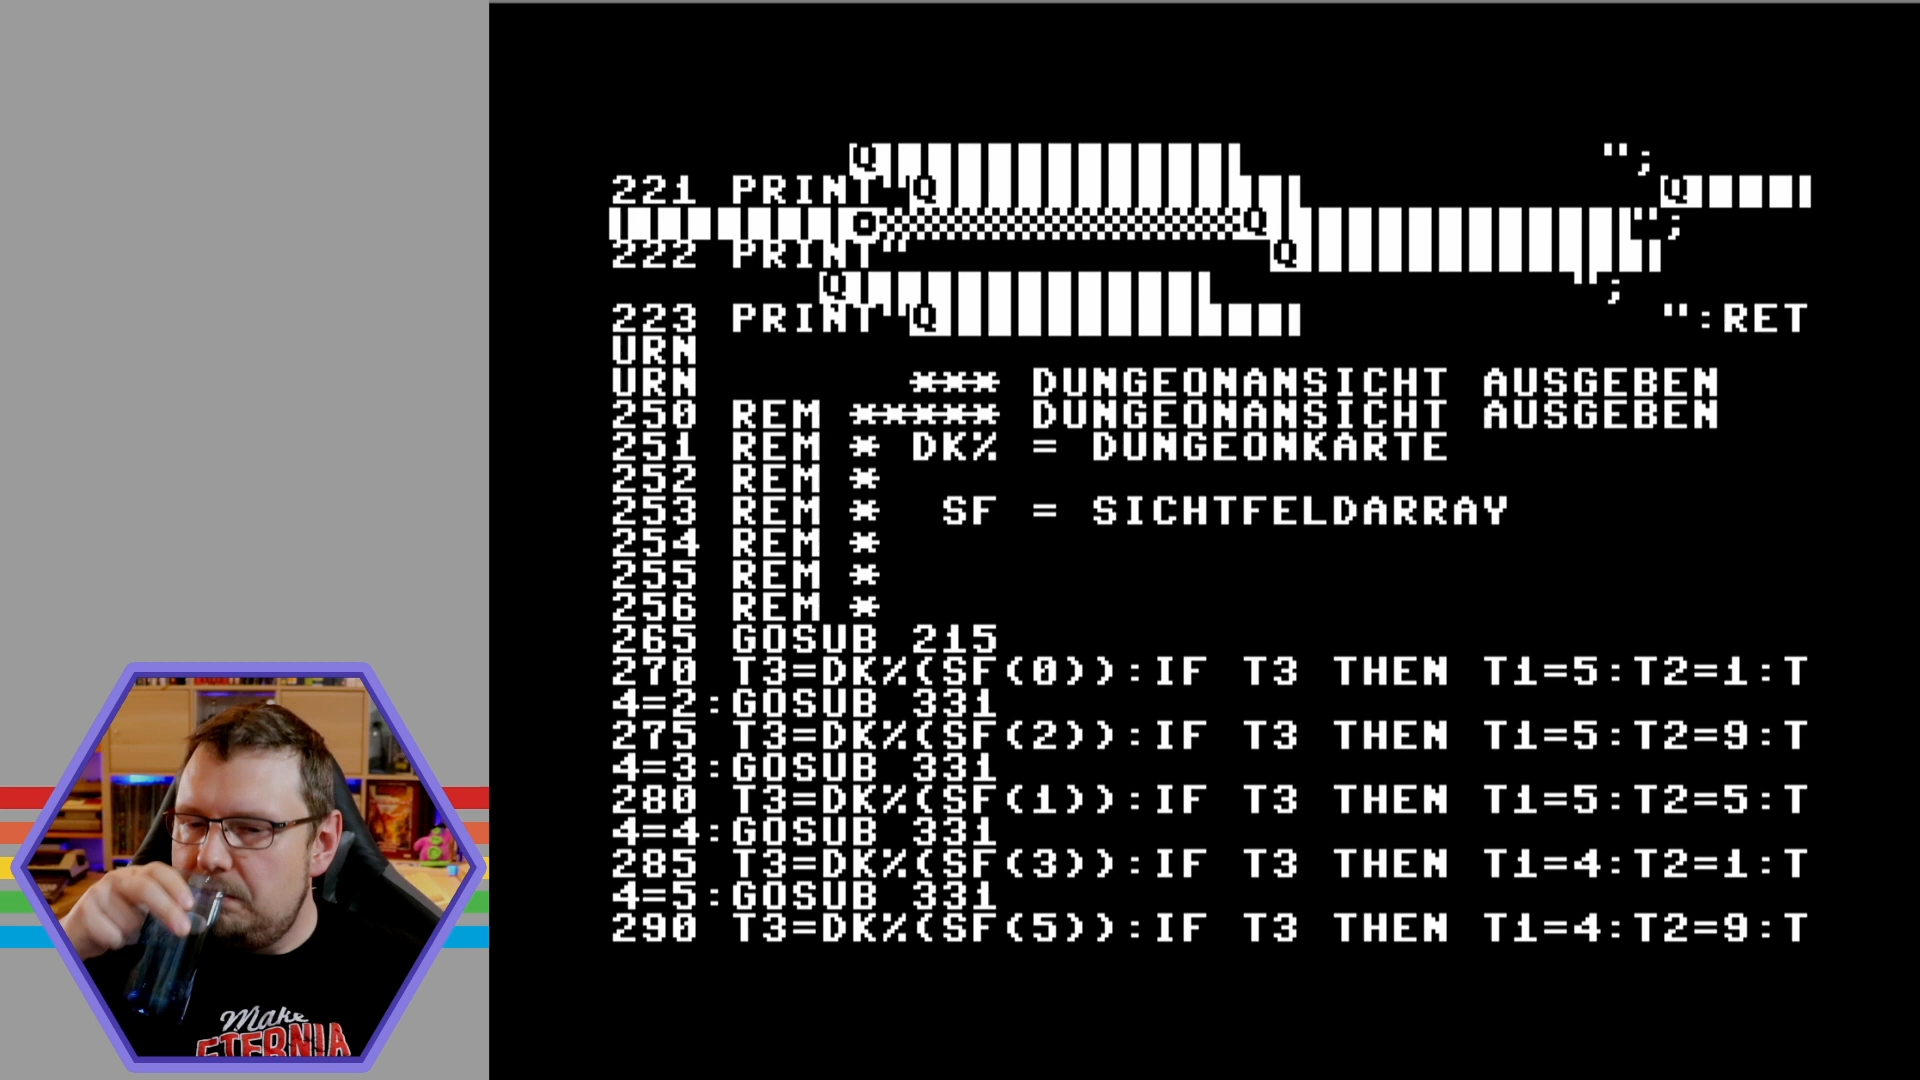 Q ";
221 PRINT"Q Q
O Q ";
222 PRINT" Q
Q ";
223 PRINT"Q ":RET
URN
URN *** DUNGEONANSICHT AUSGEBEN
250 REM ***** DUNGEONANSICHT AUSGEBEN
251 REM * DK% = DUNGEONKARTE
252 REM *
253 REM * SF = SICHTFELDARRAY
254 REM *
255 REM *
256 REM *
265 GOSUB 215
270 T3=DK%(SF(0)):IF T3 THEN T1=5:T2=1:T
4=2:GOSUB 331
275 T3=DK%(SF(2)):IF T3 THEN T1=5:T2=9:T
4=3:GOSUB 331
280 T3=DK%(SF(1)):IF T3 THEN T1=5:T2=5:T
4=4:GOSUB 331
285 T3=DK%(SF(3)):IF T3 THEN T1=4:T2=1:T
4=5:GOSUB 331
290 T3=DK%(SF(5)):IF T3 THEN T1=4:T2=9:T
Make
ETERNIA